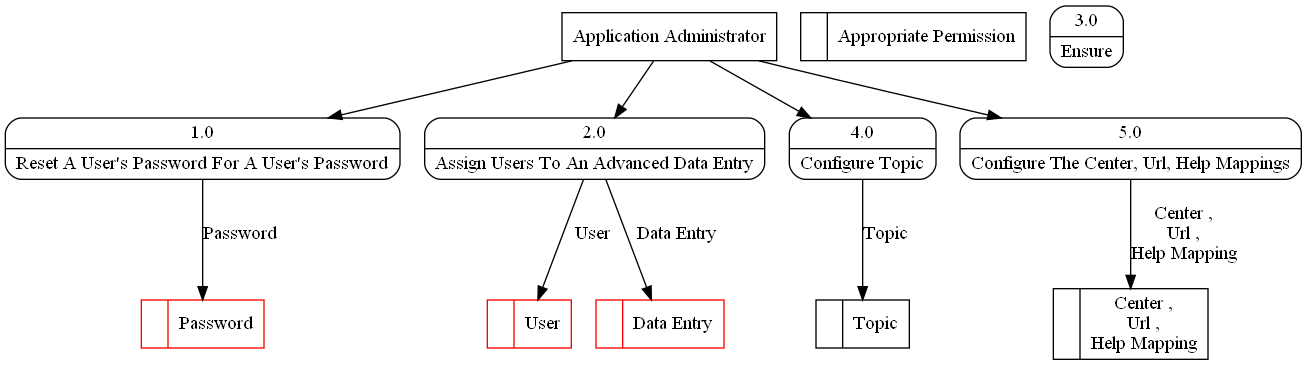 Application Administrator
Appropriate Permission
3.0
Ensure
1.0
Reset A User's Password For A User's Password
2.0
Assign Users To An Advanced Data Entry
4.0
Configure Topic
5.0
Configure The Center, Url, Help Mappings
Password
User
Data Entry
Topic
Center ,
Url ,
Help Mapping
Password
User
Data Entry
Topic
Center ,
Url ,
Help Mapping